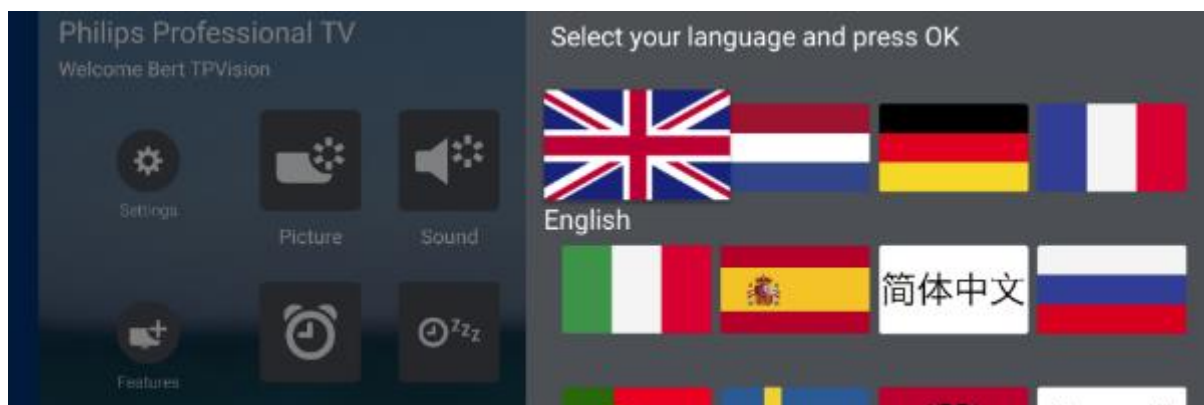 Philips Professional TV
Welcome Bert TPVision
Settings
Picture
Sound
zzz
Features
Select your language and press OK
English
简体中文